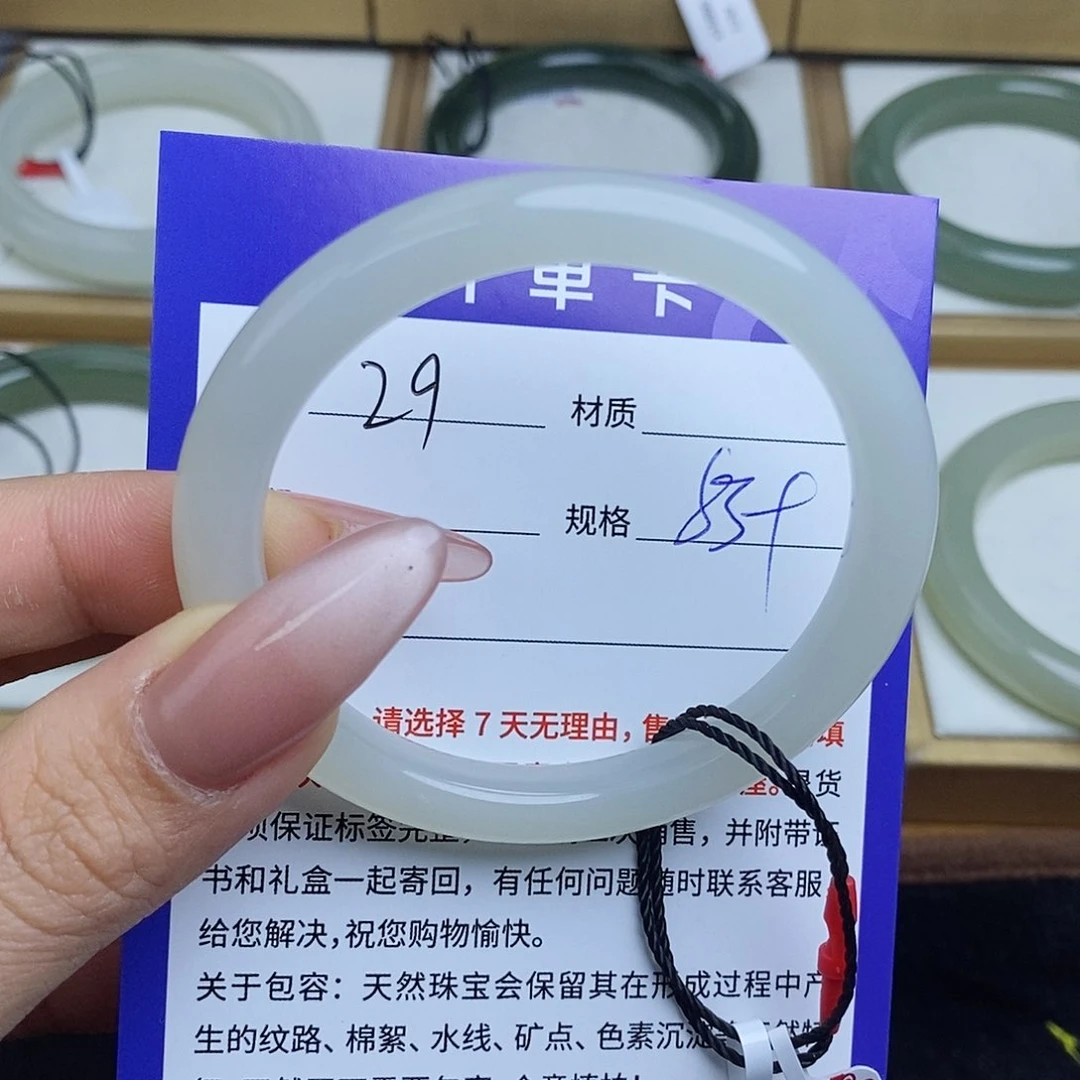 单卡
29 材质
规格
请选择7天无理由,售 填
座。退货
保证标签完整, 销售,并附带证
书和礼盒一起寄回,有任何问题随时联系客服
给您解决,祝您购物愉快。
关于包容:天然珠宝会保留其在形成过程中产
生的纹路、棉絮、水线、矿点、色素沉淀